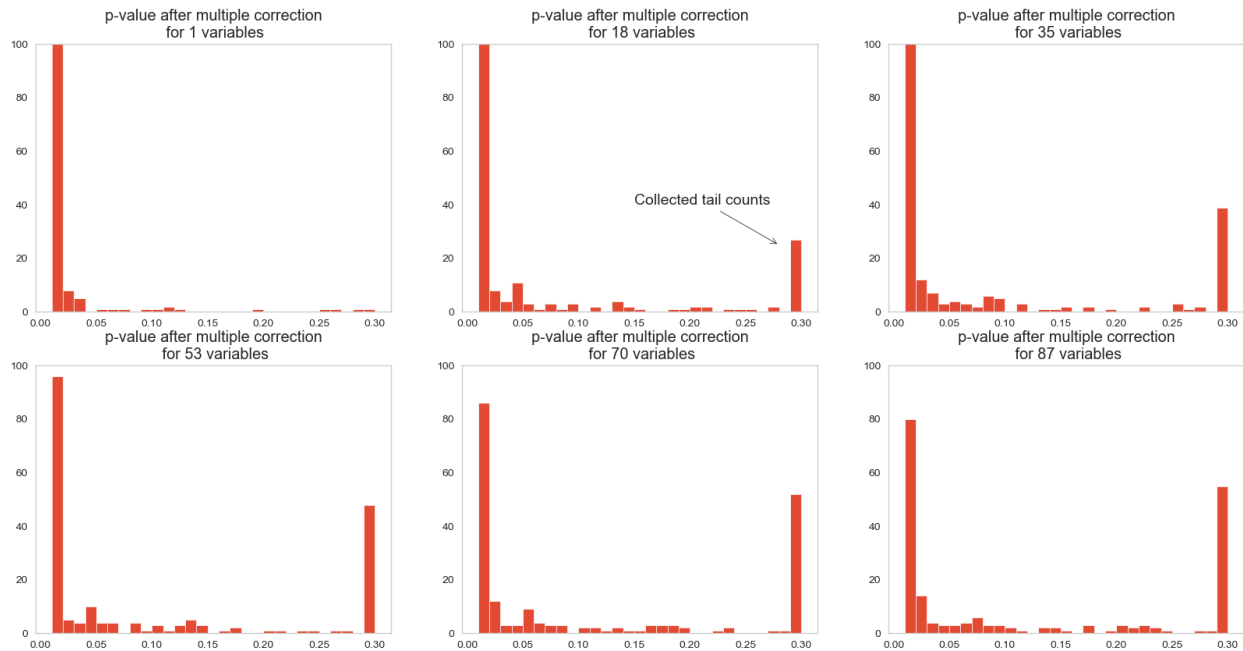 p-value after multiple correction
for 1 variables
100
80
60
40
20
0
0.00 0.05 0.10 0.15 0.20 0.25 0.30
p-value after multiple correction
for 18 variables
100
80
60
40
20
0
Collected tail counts
0.00 0.05 0.10 0.15 0.20 0.25 0.30
p-value after multiple correction
for 35 variables
100
80
60
40
20
0
0.00 0.05 0.10 0.15 0.20 0.25 0.30
p-value after multiple correction
for 53 variables
100
80
60
40
20
0
0.00 0.05 0.10 0.15 0.20 0.25 0.30
p-value after multiple correction
for 70 variables
100
80
60
40
20
0
0.00 0.05 0.10 0.15 0.20 0.25 0.30
p-value after multiple correction
for 87 variables
100
80
60
40
20
0
0.00 0.05 0.10 0.15 0.20 0.25 0.30